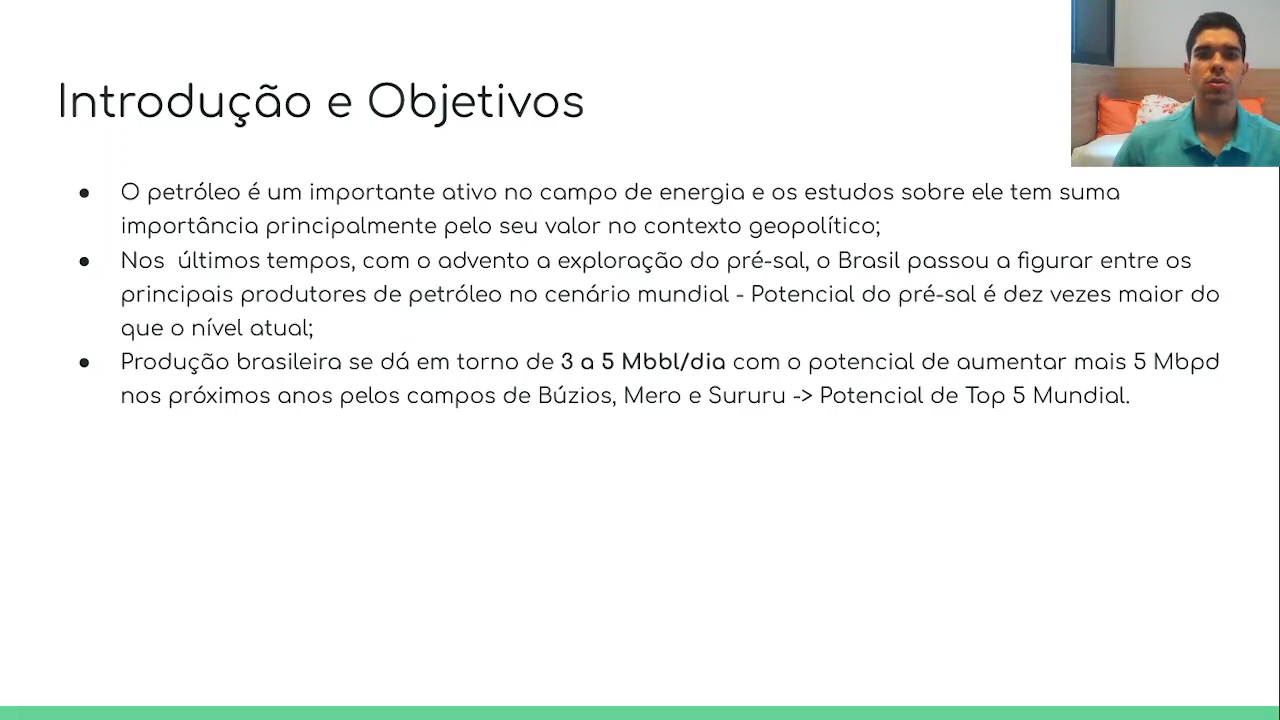 Introdução e Objetivos
● O petróleo é um importante ativo no campo de energia e os estudos sobre ele tem suma
importância principalmente pelo seu valor no contexto geopolítico;
● Nos  últimos tempos, com o advento a exploração do pré-sal, o Brasil passou a figurar entre os
principais produtores de petróleo no cenário mundial - Potencial do pré-sal é dez vezes maior do
que o nível atual;
● Produção brasileira se dá em torno de 3 a 5 Mbbl/dia com o potencial de aumentar mais 5 Mbpd
nos próximos anos pelos campos de Búzios, Mero e Sururu -> Potencial de Top 5 Mundial.